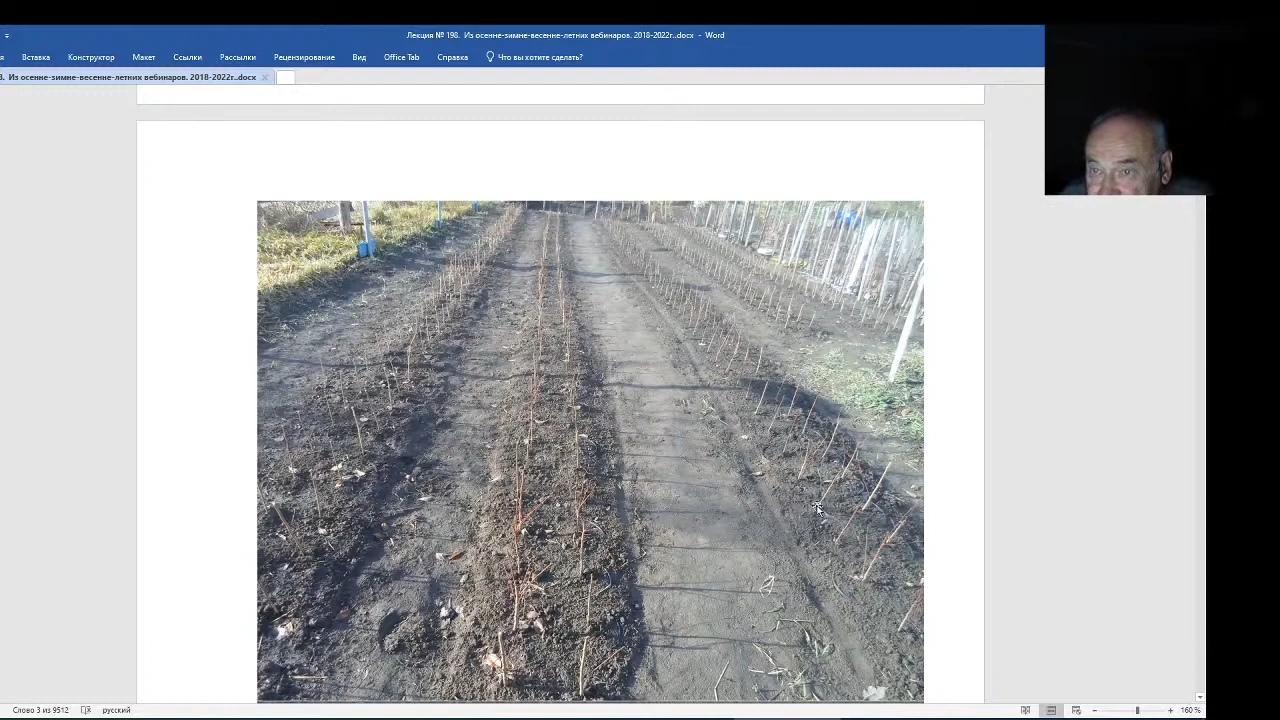 Лекция № 198. Из осенне-зимне-весенне-летних вебинаров. 2018-2022г..docx - Word
я Вставка Конструктор Макет Ссылки Рассылки Рецензирование Вид Office Tab Справка Что вы хотите сделать?
8. Из осенне-зимне-весенне-летних вебинаров. 2018-2022г..docx
Слово 3 из 9512 русский 160 %